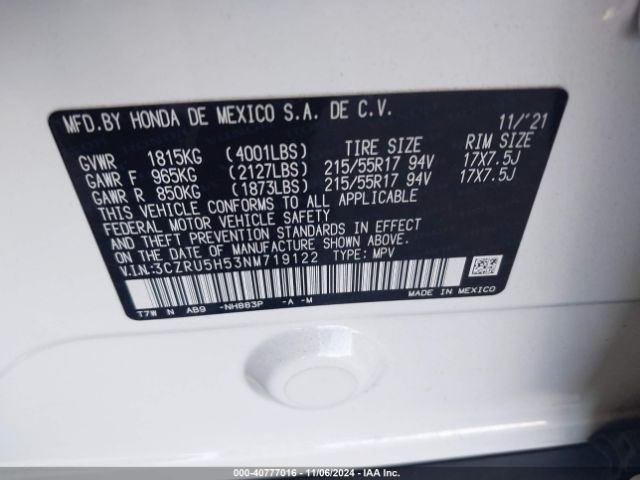 MFD.BY HONDA DE MEXICO S.A. DE C.V. 11/'21
TIRE SIZE RIM SIZE
GVWR 1815KG (4001LBS)
GAWR F 965KG (2127LBS) 215/55R17 94V 17X7.5J
GAWR R 850KG (1873LBS) 215/55R17 94V 17X7.5J
THIS VEHICLE CONFORMS TO ALL APPLICABLE
FEDERAL MOTOR VEHICLE SAFETY
AND THEFT PREVENTION STANDARDS IN EFFECT
ON THE DATE OF MANUFACTURE SHOWN ABOVE.
V.I.N:3CZRU5H53NM719122 TYPE: MPV
T7W N AB9 -NH883P -A -M
MADE IN MEXICO
000-40777016 - 11/06/2024 - IAA Inc.